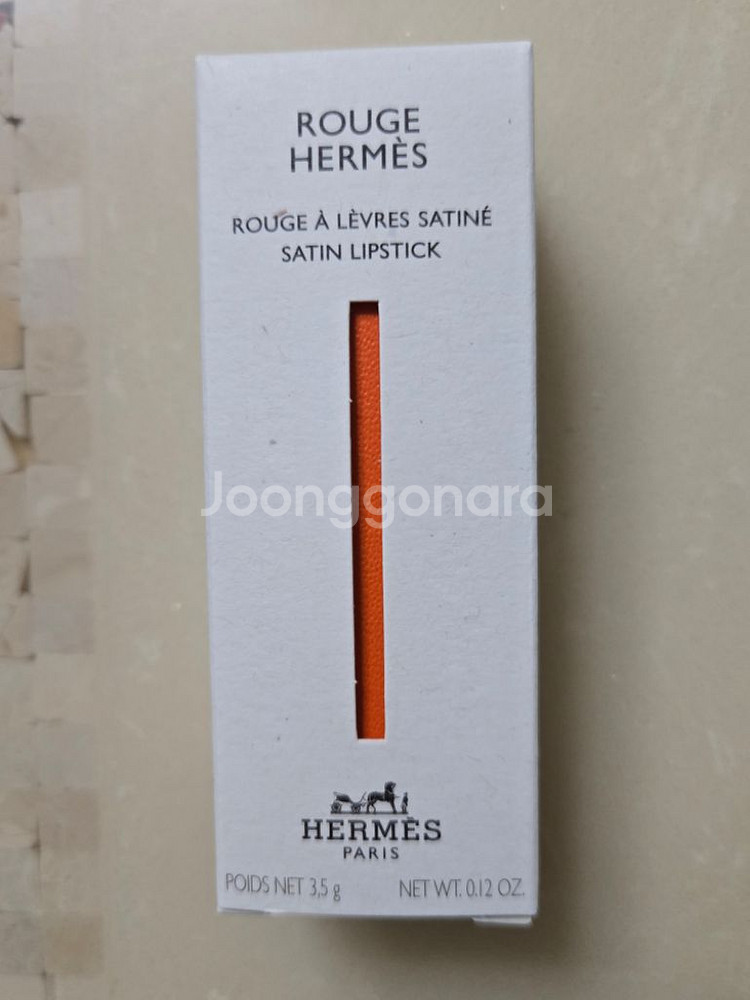 ROUGE
HERMÈS
ROUGE À LÈVRES SATINÉ
SATIN LIPSTICK
Joonggonara
HERMÈS
PARIS
POIDS NET 3,5 g NET WT. 0.12 OZ.